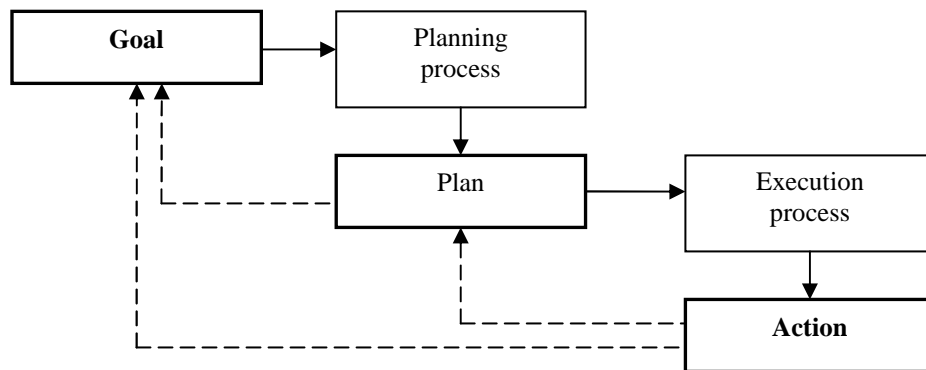 Goal
Planning
process
Plan
Execution
process
Action